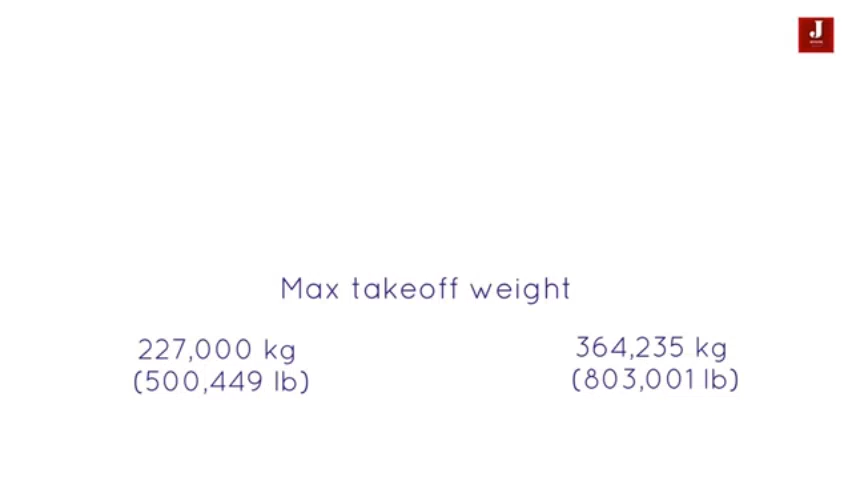 J
Max takeoff weight
227,000 kg
(500,449 lb)
364,235 kg
(803,001 lb)